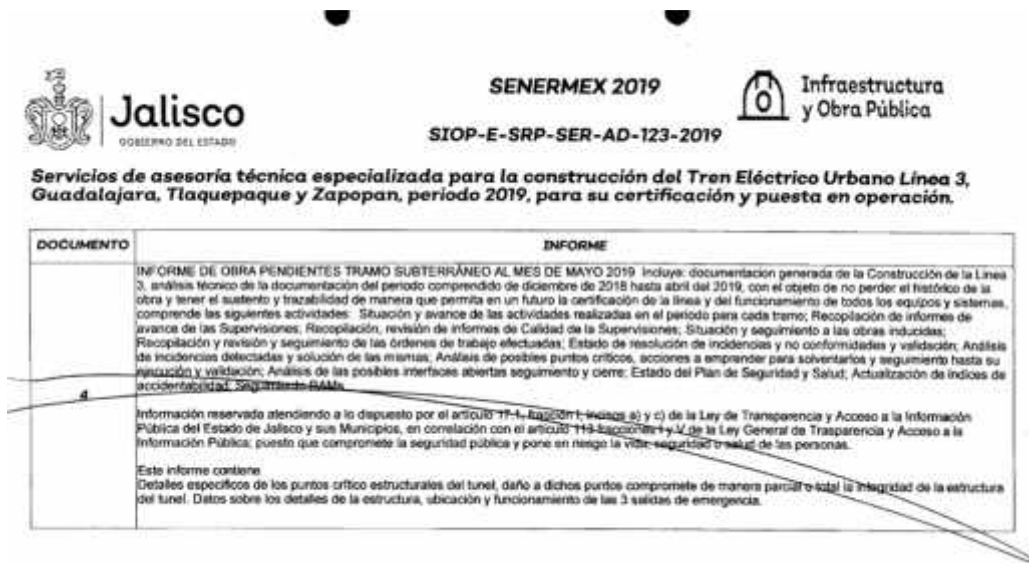 Jalisco
GOBIERNO DEL ESTADO
SENERMEX 2019
SIOP-E-SRP-SER-AD-123-2019
Infraestructura
y Obra Pública
Servicios de asesoría técnica especializada para la construcción del Tren Eléctrico Urbano Línea 3,
Guadalajara, Tlaquepaque y Zapopan, periodo 2019, para su certificación y puesta en operación.
DOCUMENTO
INFORME
4
INFORME DE OBRA PENDIENTES TRAMO SUBTERRÁNEO AL MES DE MAYO 2019 Incluye: documentacion generada de la Construcción de la Linea
3, análisis técnico de la documentación del periodo comprendido de diciembre de 2018 hasta abril del 2019, con el objeto de no perder el histórico de la
obra y tener el sustento y trazabilidad de manera que permita en un futuro la certificación de la línea y del funcionamiento de todos los equipos y sistemas,
comprende las siguientes actividades: Situación y avance de las actividades realizadas en el periodo para cada tramo; Recopilación de informes de
avance de las Supervisiones; Recopilación, revisión de informes de Calidad de la Supervisiones; Situación y seguimiento a las obras inducidas;
Recopilación y revisión y seguimiento de las órdenes de trabajo efectuadas; Estado de resolución de incidencias y no conformidades y validación; Análisis
de incidencias detectadas y solución de las mismas; Análisis de posibles puntos críticos, acciones a emprender para solventarlos y seguimiento hasta su
ejecución y validación; Análisis de las posibles interfaces abiertas seguimiento y cierre; Estado del Plan de Seguridad y Salud; Actualización de índices de
accidentabilidad. Seguimiento RAMs
Información reservada atendiendo a lo dispuesto por el artículo 17.1, fracción I, incisos a) y c) de la Ley de Transparencia y Acceso a la Información
Pública del Estado de Jalisco y sus Municipios, en correlación con el artículo 113 fracciones I y V de la Ley General de Trasparencia y Acceso a la
Información Pública; puesto que compromete la seguridad pública y pone en riesgo la vida, seguridad o salud de las personas.
Este informe contiene
Detalles especificos de los puntos crítico estructurales del tunel, daño a dichos puntos compromete de manera parcial o total la integridad de la estructura
del tunel. Datos sobre los detalles de la estructura, ubicación y funcionamiento de las 3 salidas de emergencia.